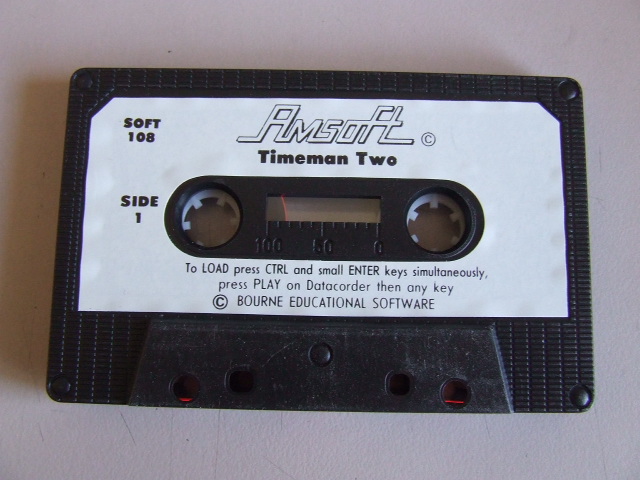 SOFT
108
Amsoft ©
Timeman Two
SIDE
1
100 50 0
To LOAD press CTRL and small ENTER keys simultaneously,
press PLAY on Datacorder then any key
© BOURNE EDUCATIONAL SOFTWARE